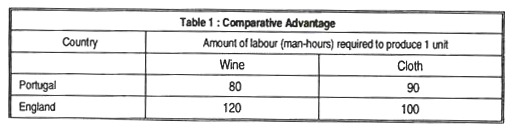 Table 1 : Comparative Advantage
Country Amount of labour (man-hours) required to produce 1 unit
Wine Cloth
Portugal 80 90
England 120 100